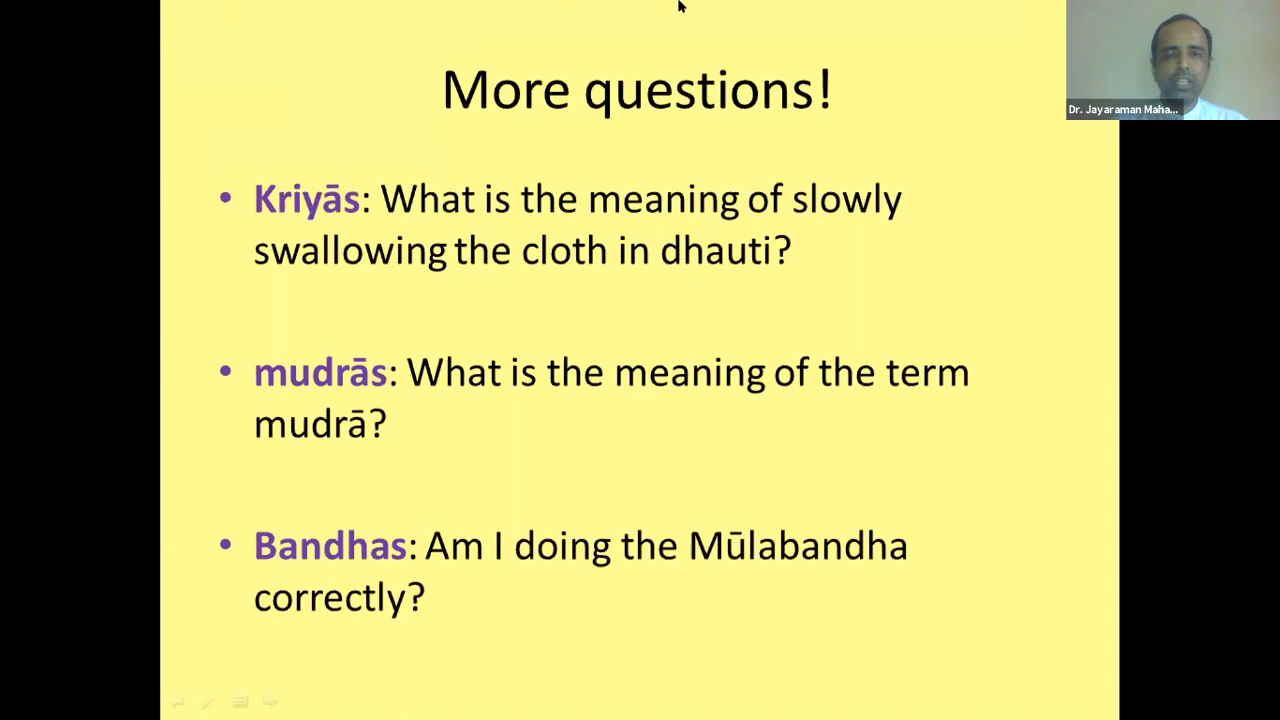 More questions!
Dr. Jayaraman Maha...
• Kriyās: What is the meaning of slowly
swallowing the cloth in dhauti?
• mudrās: What is the meaning of the term
mudrā?
• Bandhas: Am I doing the Mūlabandha
correctly?